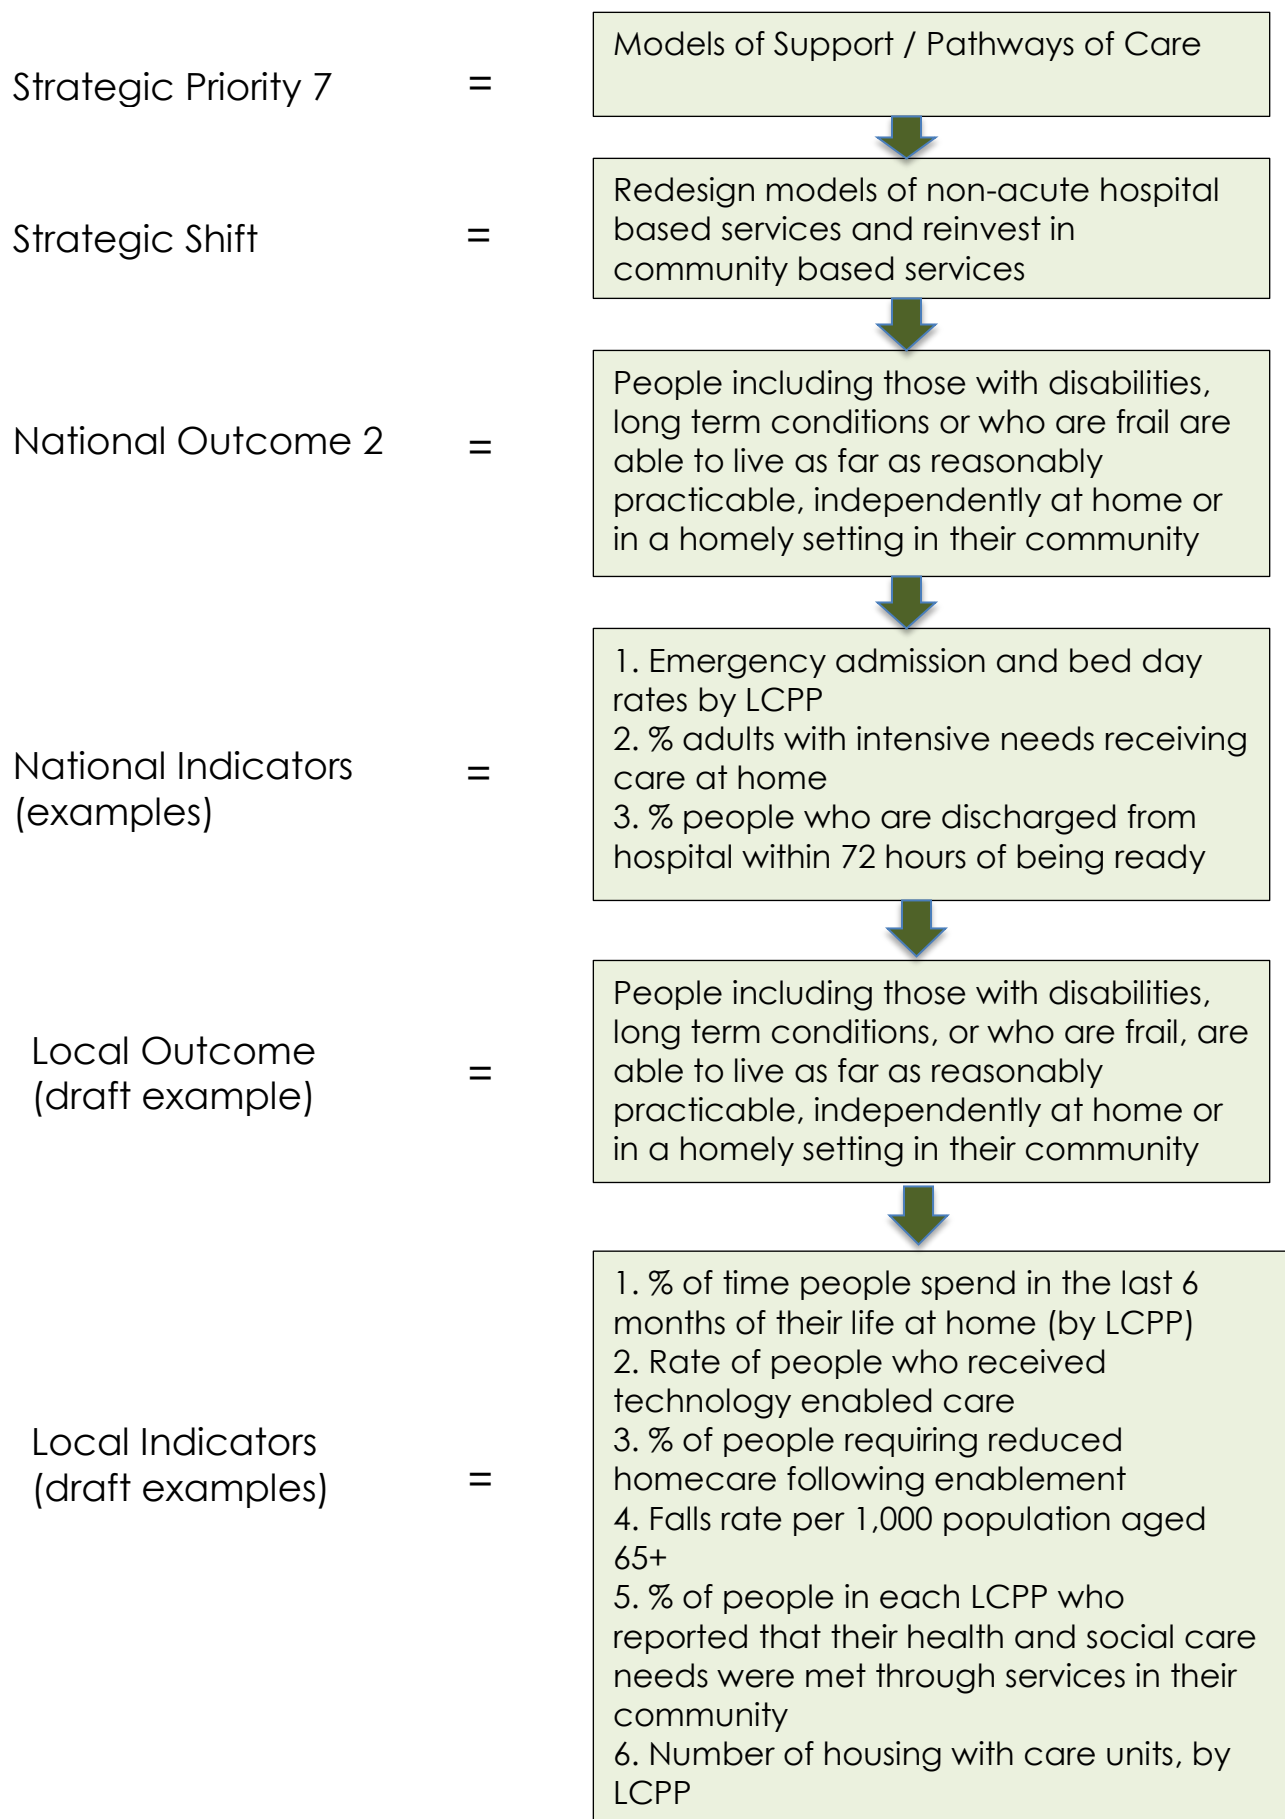 Strategic Priority 7 =
Models of Support / Pathways of Care
Strategic Shift =
Redesign models of non-acute hospital
based services and reinvest in
community based services
National Outcome 2 =
People including those with disabilities,
long term conditions or who are frail are
able to live as far as reasonably
practicable, independently at home or
in a homely setting in their community
National Indicators
(examples)
=
1. Emergency admission and bed day
rates by LCPP
2. % adults with intensive needs receiving
care at home
3. % people who are discharged from
hospital within 72 hours of being ready
Local Outcome
(draft example)
=
People including those with disabilities,
long term conditions, or who are frail, are
able to live as far as reasonably
practicable, independently at home or
in a homely setting in their community
Local Indicators
(draft examples)
=
1. % of time people spend in the last 6
months of their life at home (by LCPP)
2. Rate of people who received
technology enabled care
3. % of people requiring reduced
homecare following enablement
4. Falls rate per 1,000 population aged
65+
5. % of people in each LCPP who
reported that their health and social care
needs were met through services in their
community
6. Number of housing with care units, by
LCPP